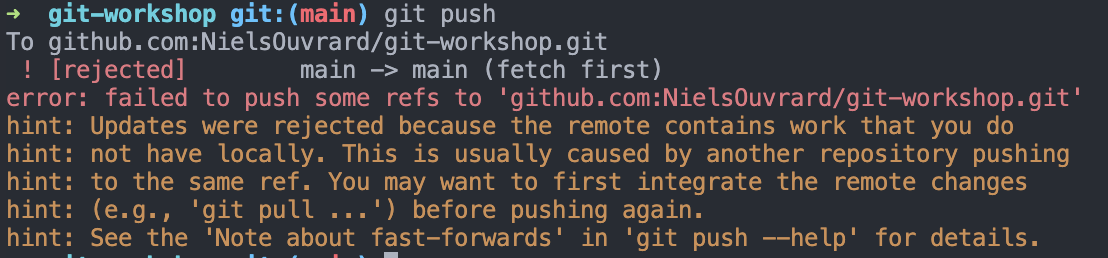 ➜  git-workshop git:(main) git push
To github.com:NielsOuvrard/git-workshop.git
 ! [rejected]        main -> main (fetch first)
error: failed to push some refs to 'github.com:NielsOuvrard/git-workshop.git'
hint: Updates were rejected because the remote contains work that you do
hint: not have locally. This is usually caused by another repository pushing
hint: to the same ref. You may want to first integrate the remote changes
hint: (e.g., 'git pull ...') before pushing again.
hint: See the 'Note about fast-forwards' in 'git push --help' for details.